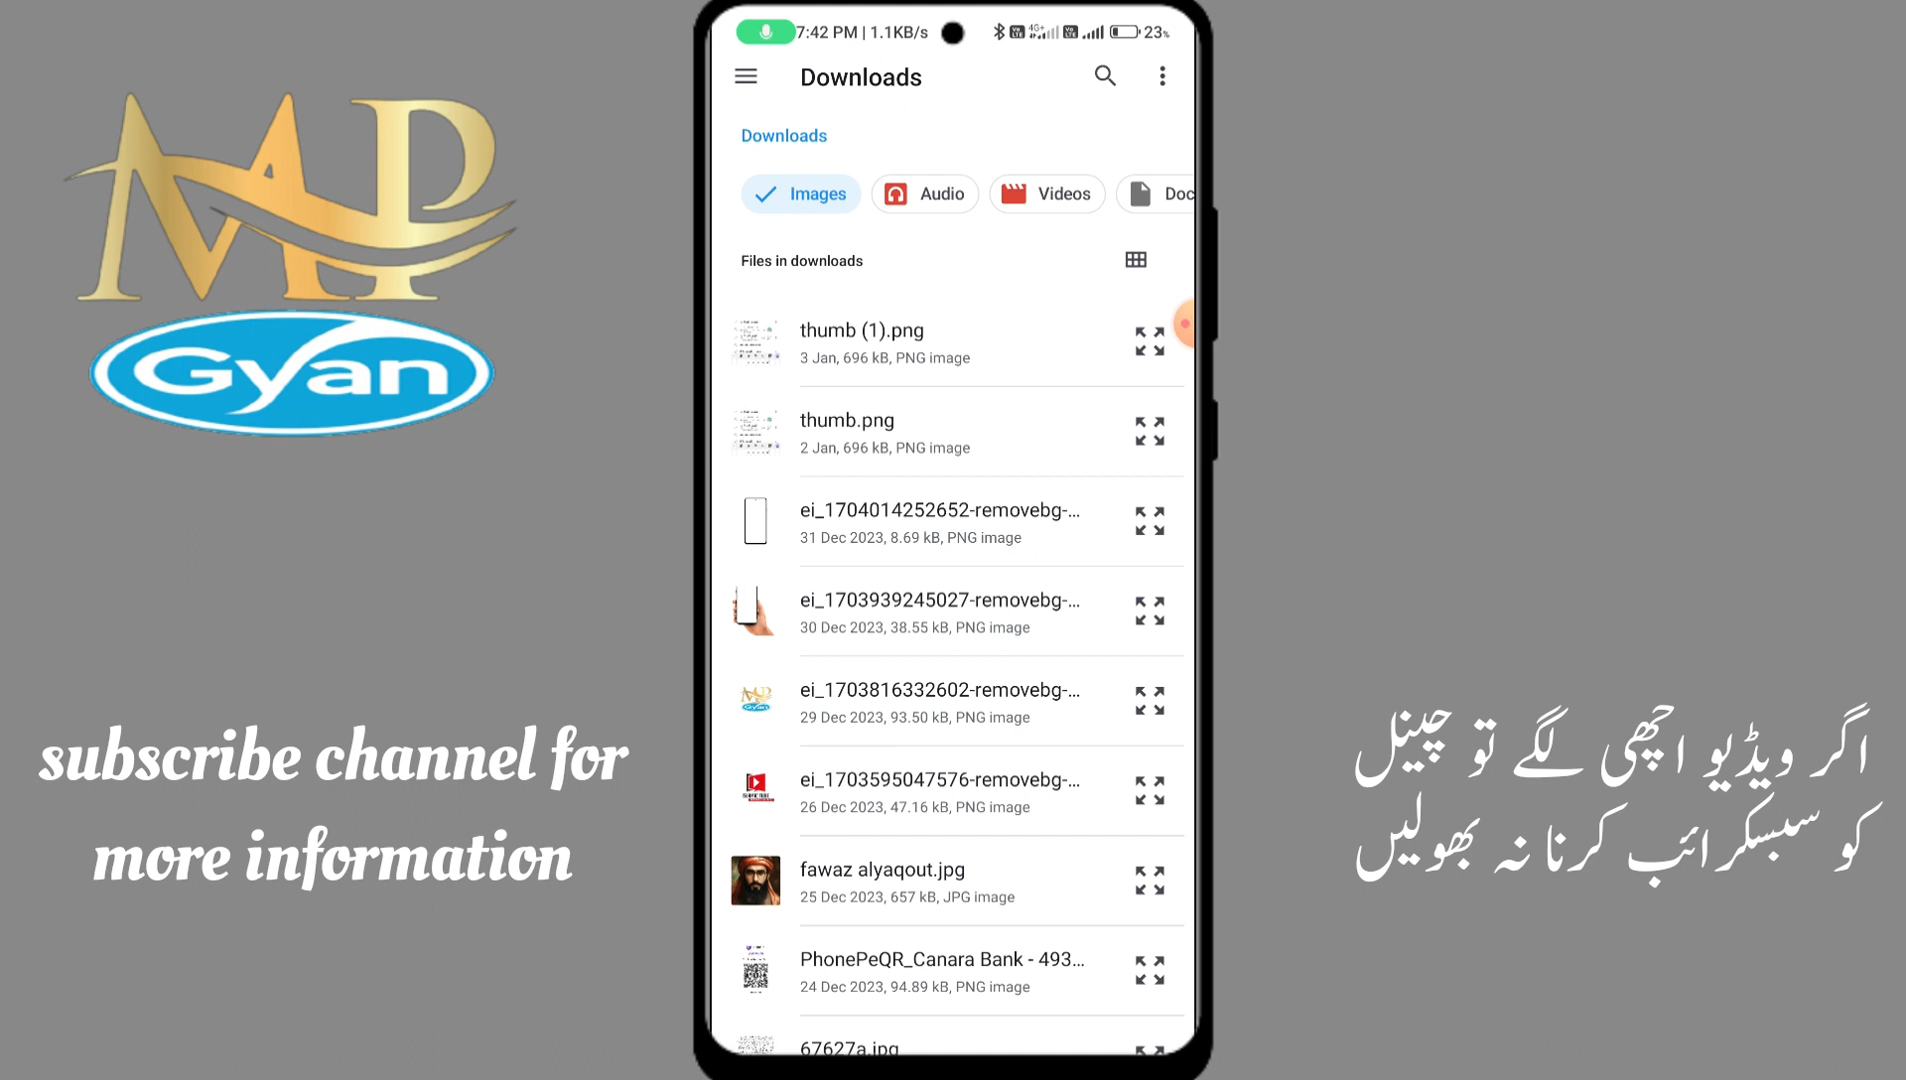 MP
Gyan
subscribe channel for
more information
7:42 PM | 1.1KB/s
4G+
23%
Downloads
Downloads
Images
Audio
Videos
Doc
Files in downloads
thumb (1).png
3 Jan, 696 kB, PNG image
thumb.png
2 Jan, 696 kB, PNG image
ei_1704014252652-removebg-...
31 Dec 2023, 8.69 kB, PNG image
ei_1703939245027-removebg-...
30 Dec 2023, 38.55 kB, PNG image
ei_1703816332602-removebg-...
29 Dec 2023, 93.50 kB, PNG image
ei_1703595047576-removebg-...
26 Dec 2023, 47.16 kB, PNG image
fawaz alyaqout.jpg
25 Dec 2023, 657 kB, JPG image
PhonePeQR_Canara Bank - 493...
24 Dec 2023, 94.89 kB, PNG image
67627a.jpg
اگر ویڈیو اچھی لگے تو چینل
کو سبسکرائب کرنا نہ بھولیں